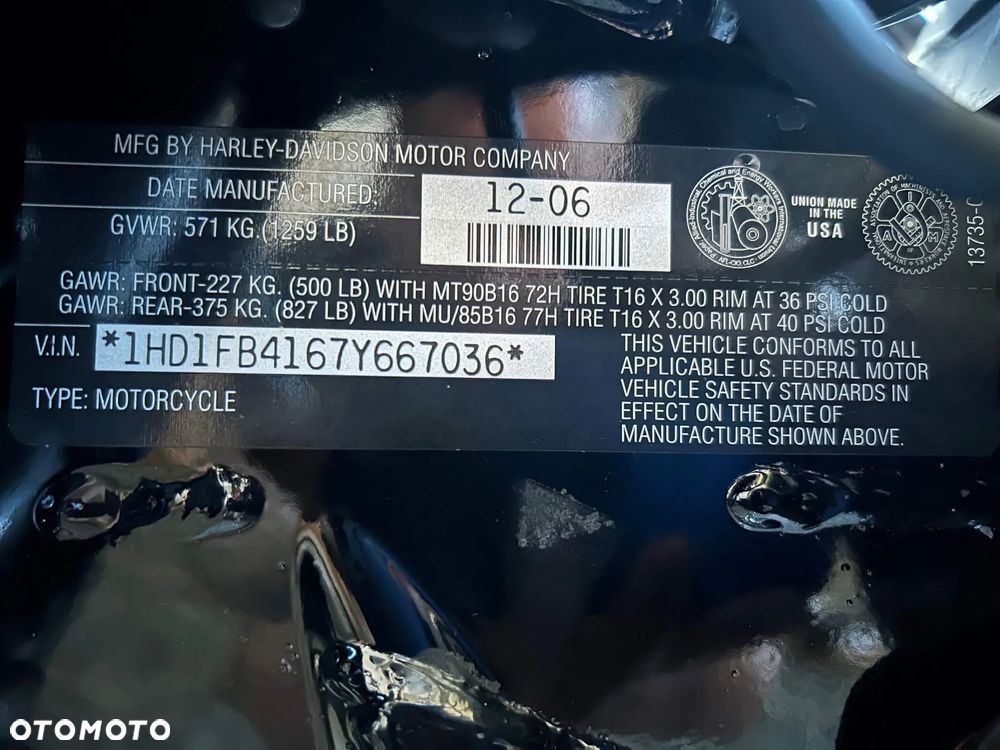 MFG BY HARLEY-DAVIDSON MOTOR COMPANY
DATE MANUFACTURED: 12-06
GVWR: 571 KG.(1259 LB)
UNION MADE
IN THE
USA
GAWR: FRONT-227 KG. (500 LB) WITH MT90B16 72H TIRE T16 X 3.00 RIM AT 36 PSI COLD
GAWR: REAR-375 KG. (827 LB) WITH MU/85B16 77H TIRE T16 X 3.00 RIM AT 40 PSI COLD
V.I.N. *1HD1FB4167Y667036*
TYPE: MOTORCYCLE
THIS VEHICLE CONFORMS TO ALL
APPLICABLE U.S. FEDERAL MOTOR
VEHICLE SAFETY STANDARDS IN
EFFECT ON THE DATE OF
MANUFACTURE SHOWN ABOVE.
13735-0
OTOMOTO